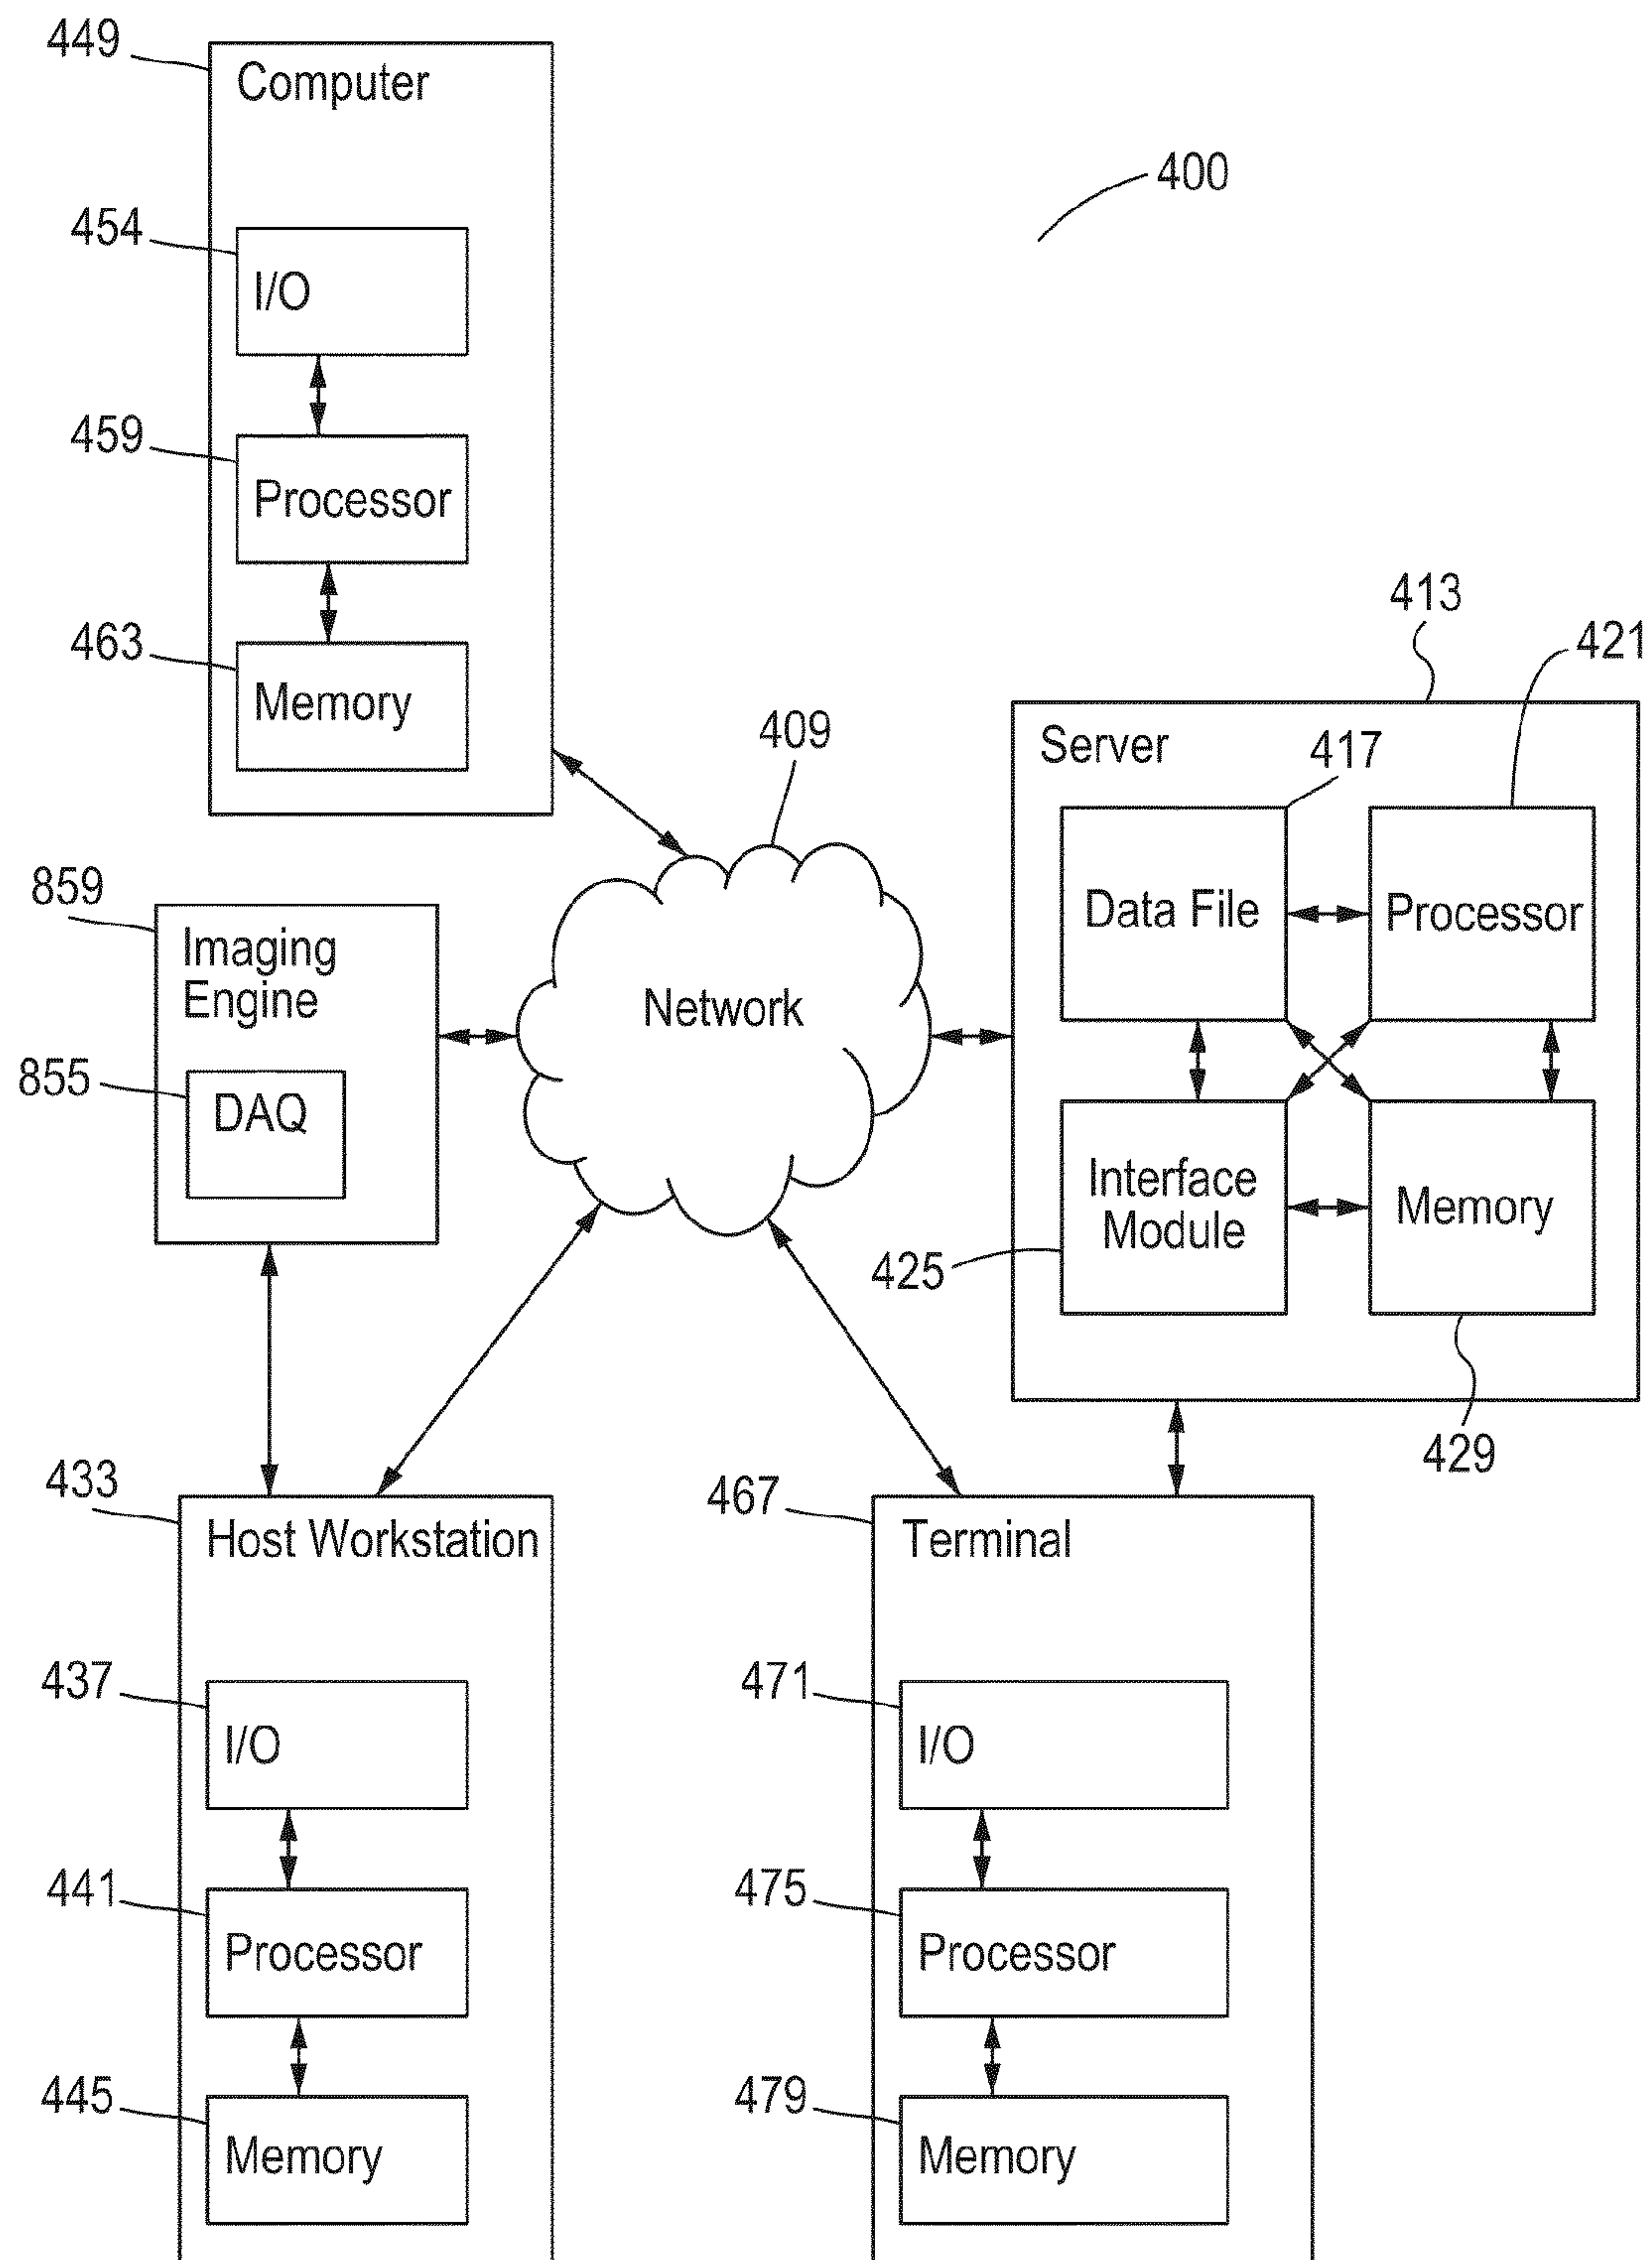 449
Computer
400
454
I/O
459
Processor
463
Memory
413
421
409
Server
417
859
Imaging
Engine
Data File
Processor
Network
855
DAQ
Interface
Module
Memory
425
429
433
Host Workstation
467
Terminal
437
I/O
471
I/O
441
Processor
475
Processor
445
Memory
479
Memory